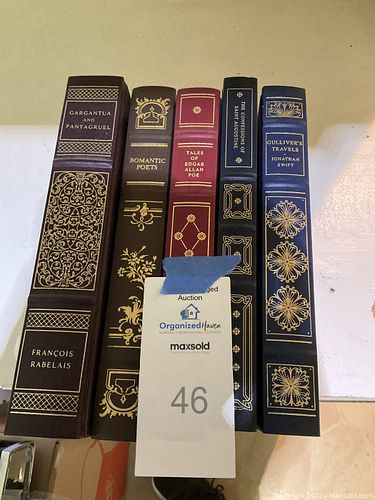 GARGANTUA
AND
PANTAGRUEL
FRANÇOIS
RABELAIS
ROMANTIC
POETS
TALES
OF
EDGAR
ALLAN
POE
THE CONFESSIONS OF
SAINT AUGUSTINE
GULLIVER'S
TRAVELS
JONATHAN
SWIFT
Auction
OrganizedHaven
maxsold
46
Copyright 2022 - MaxSold.com